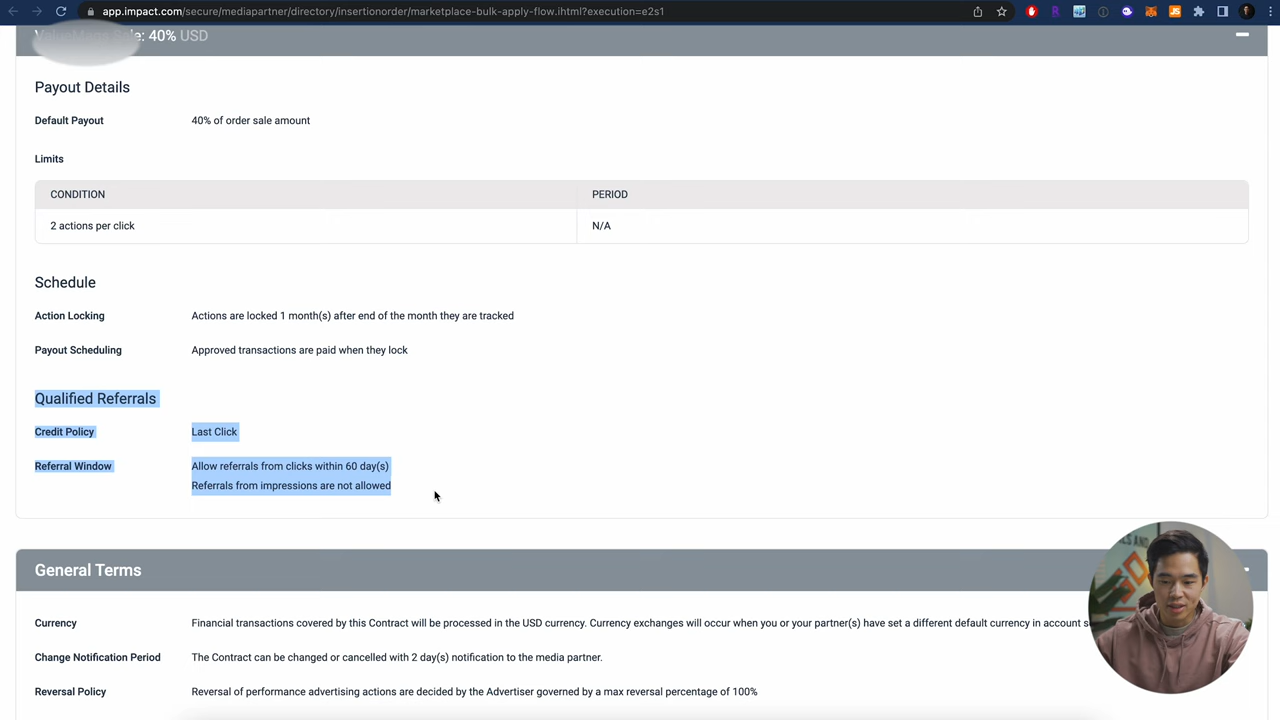 app.impact.com/secure/mediapartner/directory/insertionorder/marketplace-bulk-apply-flow.ihtml?execution=e2s1
Sale: 40% USD
Payout Details
Default Payout 40% of order sale amount
Limits
CONDITION PERIOD
2 actions per click N/A
Schedule
Action Locking Actions are locked 1 month(s) after end of the month they are tracked
Payout Scheduling Approved transactions are paid when they lock
Qualified Referrals
Credit Policy Last Click
Referral Window Allow referrals from clicks within 60 day(s)
Referrals from impressions are not allowed
General Terms
Currency Financial transactions covered by this Contract will be processed in the USD currency. Currency exchanges will occur when you or your partner(s) have set a different default currency in account
Change Notification Period The Contract can be changed or cancelled with 2 day(s) notification to the media partner.
Reversal Policy Reversal of performance advertising actions are decided by the Advertiser governed by a max reversal percentage of 100%